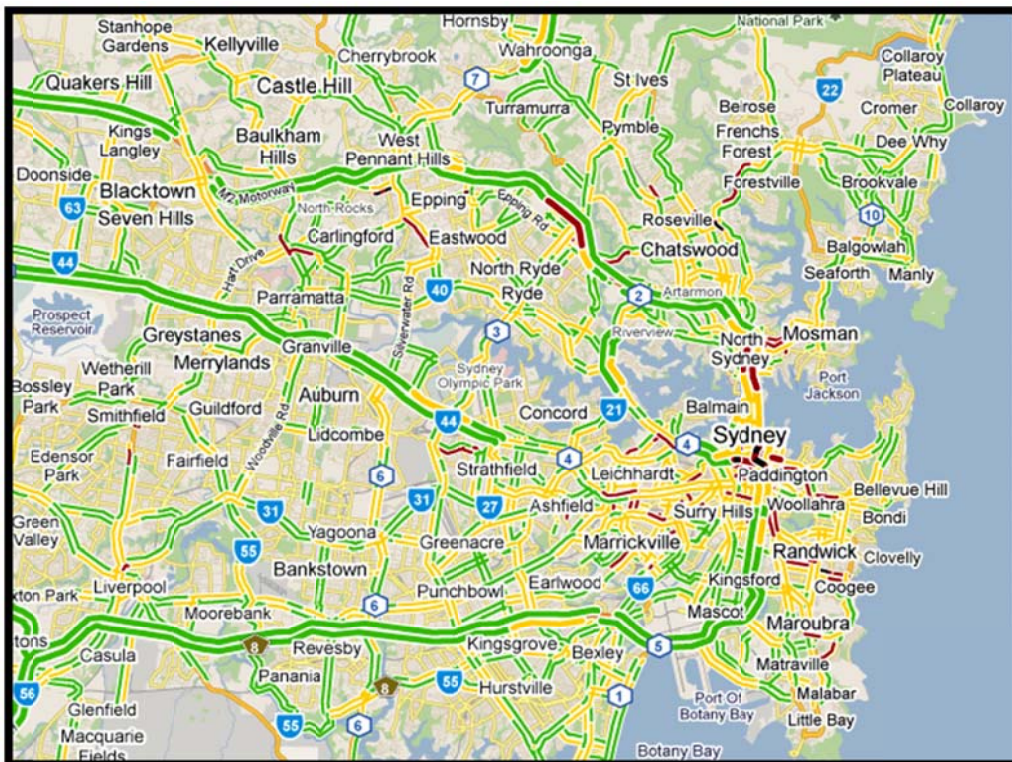 Hornsby
National Park
Stanhope
Gardens
Kellyville
Cherrybrook
Wahroonga
Collaroy
Plateau
Quakers Hill
Castle Hill
7
St Ives
22
Turramurra
Belrose
Cromer
Collaroy
Kings
Langley
Baulkham
Hills
West
Pennant Hills
Pymble
Frenchs
Forest
Dee Why
Doonside
Blacktown
M2 Motorway
Epping
Epping Rd
Forestville
Brookvale
63
Seven Hills
North Rocks
Roseville
10
Carlingford
Eastwood
Chatswood
Balgowlah
44
Hart Drive
North Ryde
Seaforth
Manly
Parramatta
Silverwater Rd
40
Ryde
2
Artarmon
Prospect
Reservoir
Greystanes
Granville
3
Riverview
North
Sydney
Mosman
Wetherill
Park
Merrylands
Sydney
Olympic Park
Port
Jackson
Bossley
Park
Smithfield
Guildford
Auburn
Concord
21
Balmain
Woodville Rd
Lidcombe
44
4
Sydney
Edensor
Park
Fairfield
Strathfield
4
Leichhardt
Paddington
6
Bellevue Hill
31
31
27
Ashfield
Surry Hills
Woollahra
Bondi
Green
Valley
Yagoona
Greenacre
Marrickville
Randwick
Clovelly
55
Bankstown
Earlwood
Kingsford
Coogee
Liverpool
Punchbowl
66
xton Park
Moorebank
6
Mascot
Maroubra
tons
8
Revesby
Kingsgrove
Bexley
5
Casula
Panania
Matraville
56
8
55
Hurstville
1
Port Of
Botany Bay
Malabar
Glenfield
55
6
Little Bay
Macquarie
Fields
Botany Bay